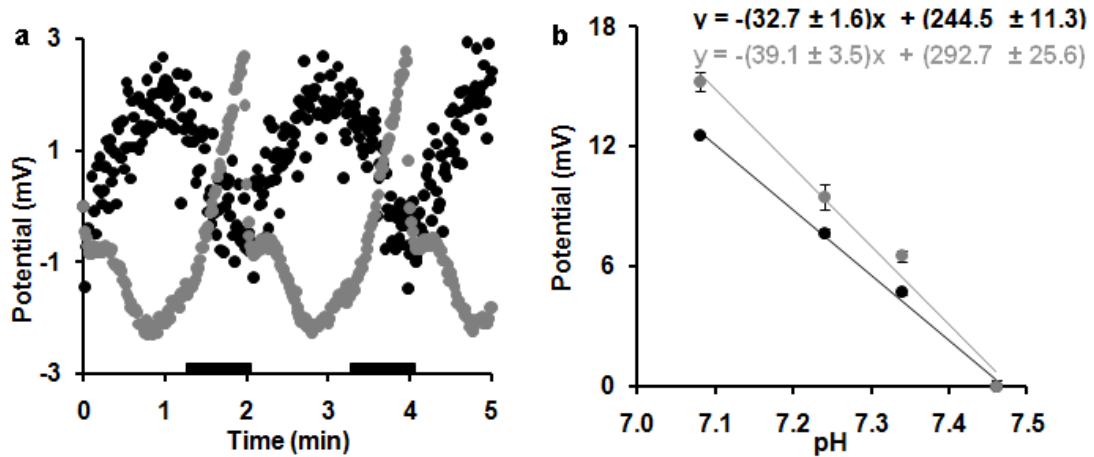 a
3
1
-1
-3
Potential (mV)
0 1 2 3 4 5
Time (min)
b
y = -(32.7 ± 1.6)x + (244.5 ± 11.3)
y = -(39.1 ± 3.5)x + (292.7 ± 25.6)
18
12
6
0
Potential (mV)
7.0 7.1 7.2 7.3 7.4 7.5
pH